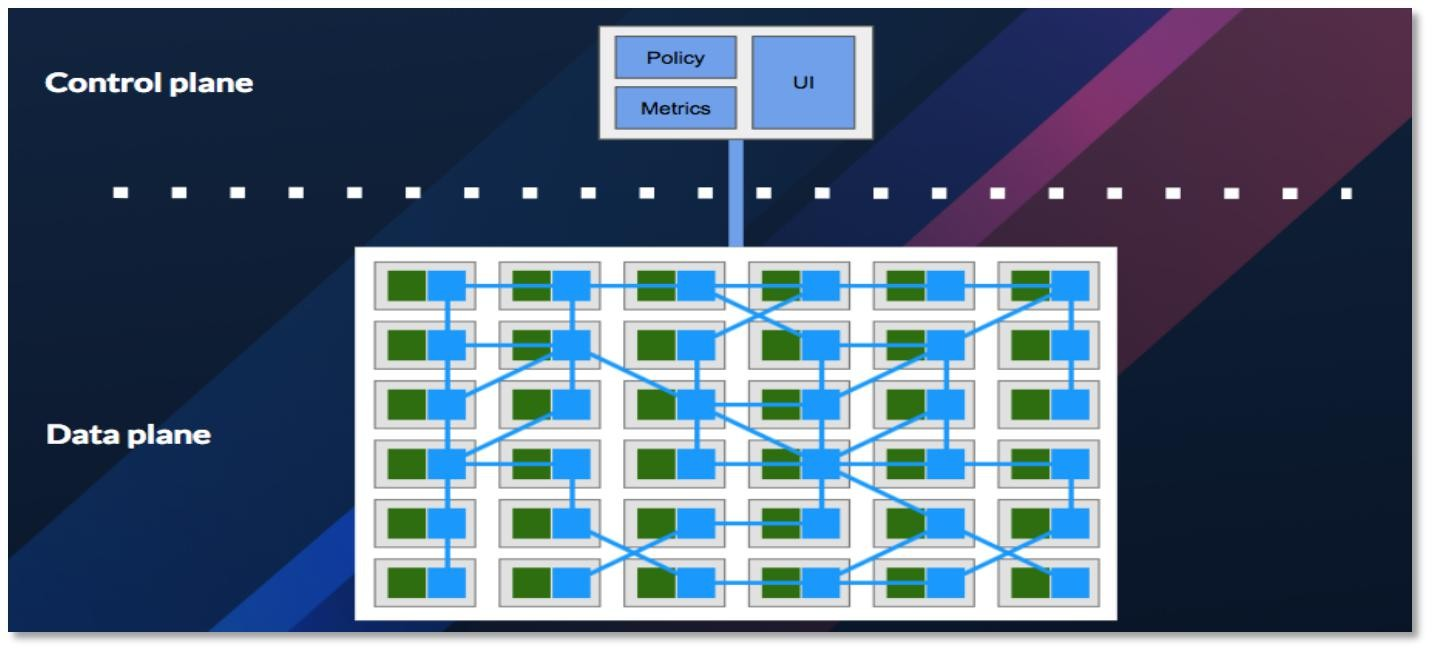 Control plane
Policy
Metrics
UI
Data plane